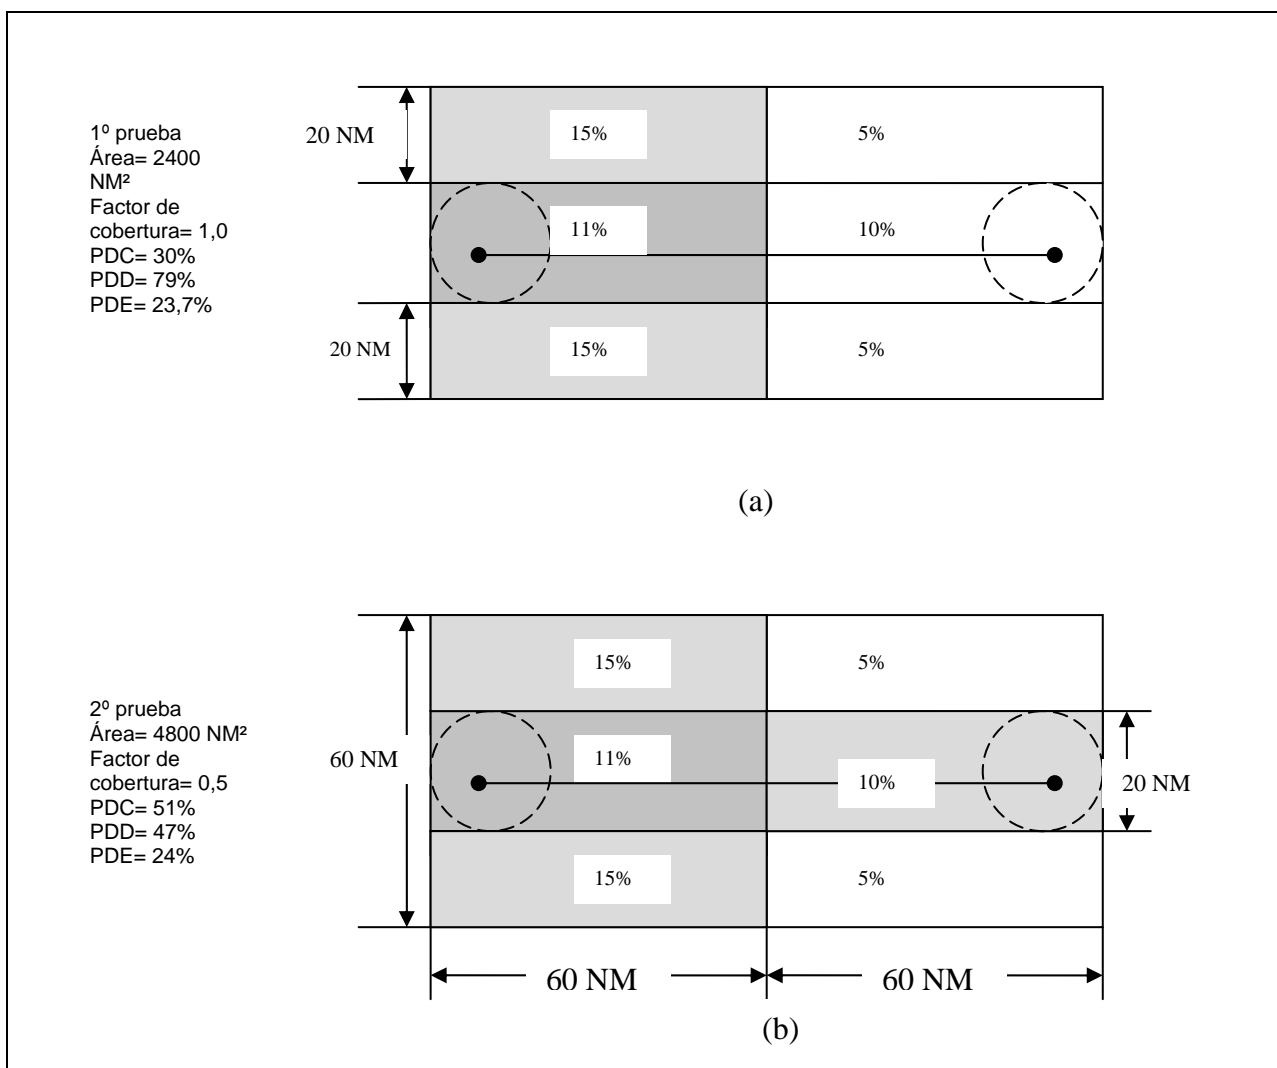 1º prueba
Área= 2400
NM²
Factor de
cobertura= 1,0
PDC= 30%
PDD= 79%
PDE= 23,7%
20 NM
15%
5%
11%
10%
20 NM
15%
5%
(a)
2º prueba
Área= 4800 NM²
Factor de
cobertura= 0,5
PDC= 51%
PDD= 47%
PDE= 24%
60 NM
15%
5%
11%
10%
20 NM
15%
5%
60 NM
60 NM
(b)